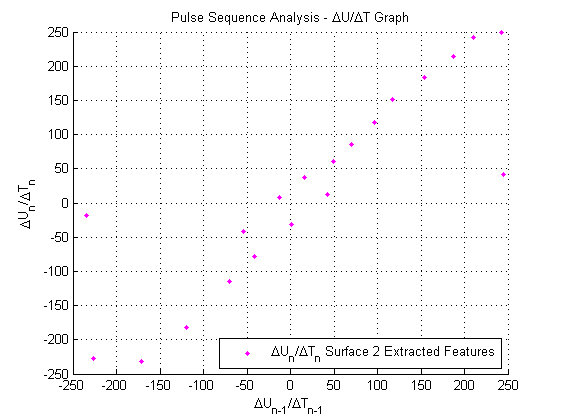 Pulse Sequence Analysis - ΔU/ΔT Graph
250
200
150
100
50
0
-50
-100
-150
-200
-250
ΔUn/ΔTn
-250 -200 -150 -100 -50 0 50 100 150 200 250
ΔUn-1/ΔTn-1
ΔUn/ΔTn Surface 2 Extracted Features